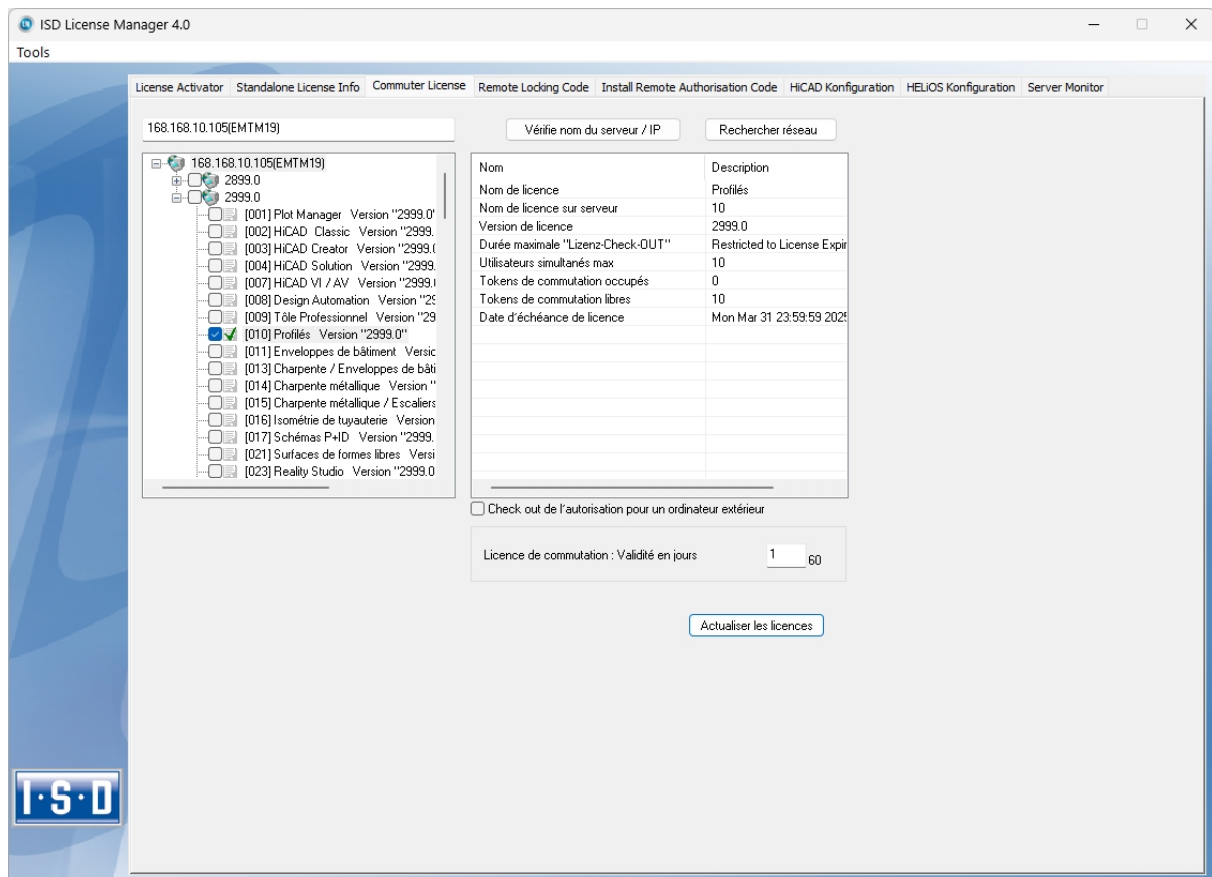 ISD License Manager 4.0
Tools
License Activator Standalone License Info Commuter License Remote Locking Code Install Remote Authorisation Code HiCAD Konfiguration HELiOS Konfiguration Server Monitor
168.168.10.105(EMTM19)
Vérifie nom du serveur / IP
Rechercher réseau
168.168.10.105(EMTM19)
2899.0
2999.0
[001] Plot Manager Version "2999.0"
[002] HiCAD Classic Version "2999.
[003] HiCAD Creator Version "2999.(
[004] HiCAD Solution Version "2999.
[007] HiCAD VI / AV Version "2999.
[008] Design Automation Version "29
[009] Tôle Professionnel Version "29
[010] Profilés Version "2999.0"
[011] Enveloppes de bâtiment Versic
[013] Charpente / Enveloppes de bâti
[014] Charpente métallique Version "
[015] Charpente métallique / Escaliers
[016] Isométrie de tuyauterie Version
[017] Schémas P+ID Version "2999.
[021] Surfaces de formes libres Versi
[023] Reality Studio Version "2999.0
Nom Description
Nom de licence Profilés
Nom de licence sur serveur 10
Version de licence 2999.0
Durée maximale "Lizenz-Check-OUT" Restricted to License Expir
Utilisateurs simultanés max 10
Tokens de commutation occupés 0
Tokens de commutation libres 10
Date d'échéance de licence Mon Mar 31 23:59:59 2025
Check out de l'autorisation pour un ordinateur extérieur
Licence de commutation : Validité en jours 1 60
Actualiser les licences
I·S·D